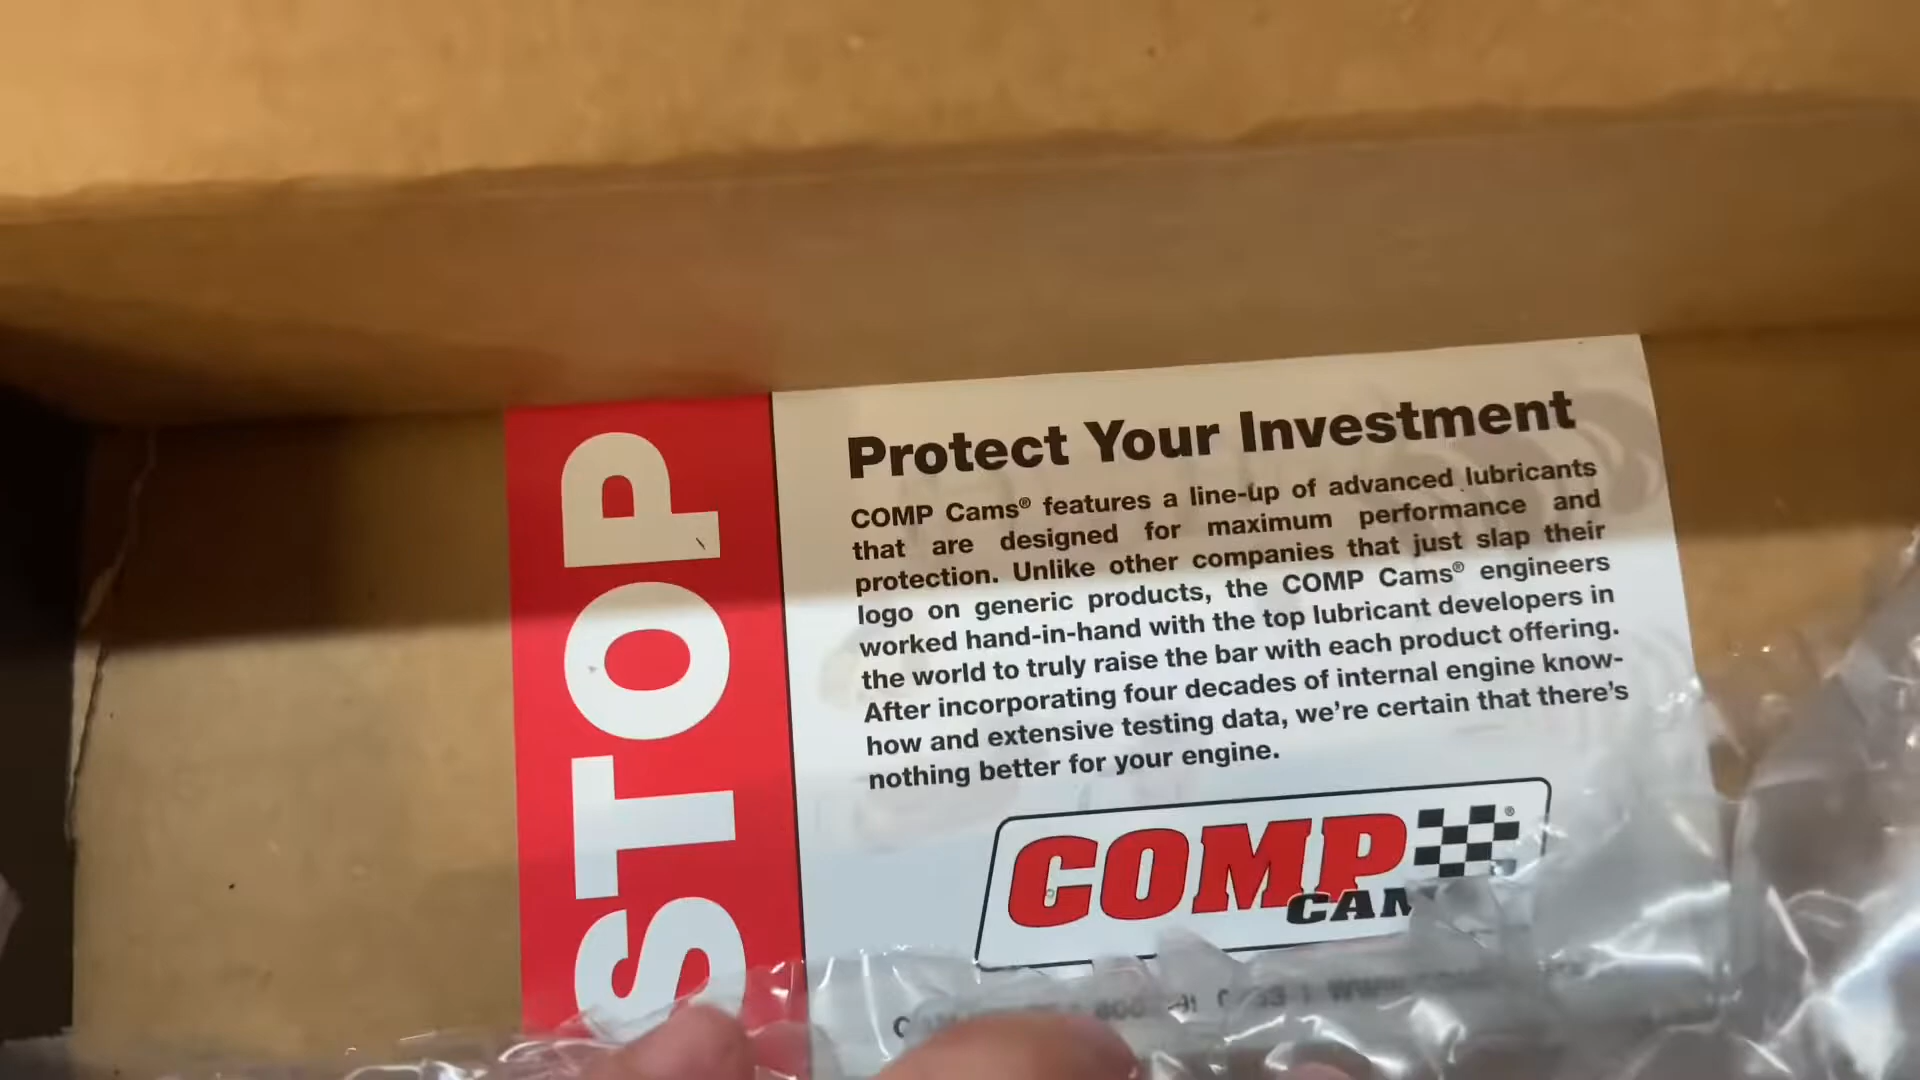 STOP
Protect Your Investment
COMP Cams® features a line-up of advanced lubricants
that are designed for maximum performance and
protection. Unlike other companies that just slap their
logo on generic products, the COMP Cams® engineers
worked hand-in-hand with the top lubricant developers in
the world to truly raise the bar with each product offering.
After incorporating four decades of internal engine know-
how and extensive testing data, we're certain that there's
nothing better for your engine.
COMP ®
CAM